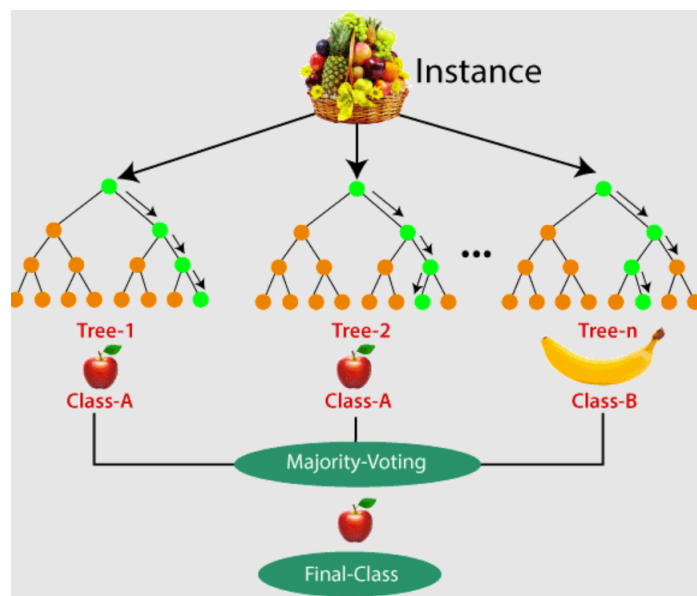 Instance
...
Tree-1
Tree-2
Tree-n
Class-A
Class-A
Class-B
Majority-Voting
Final-Class